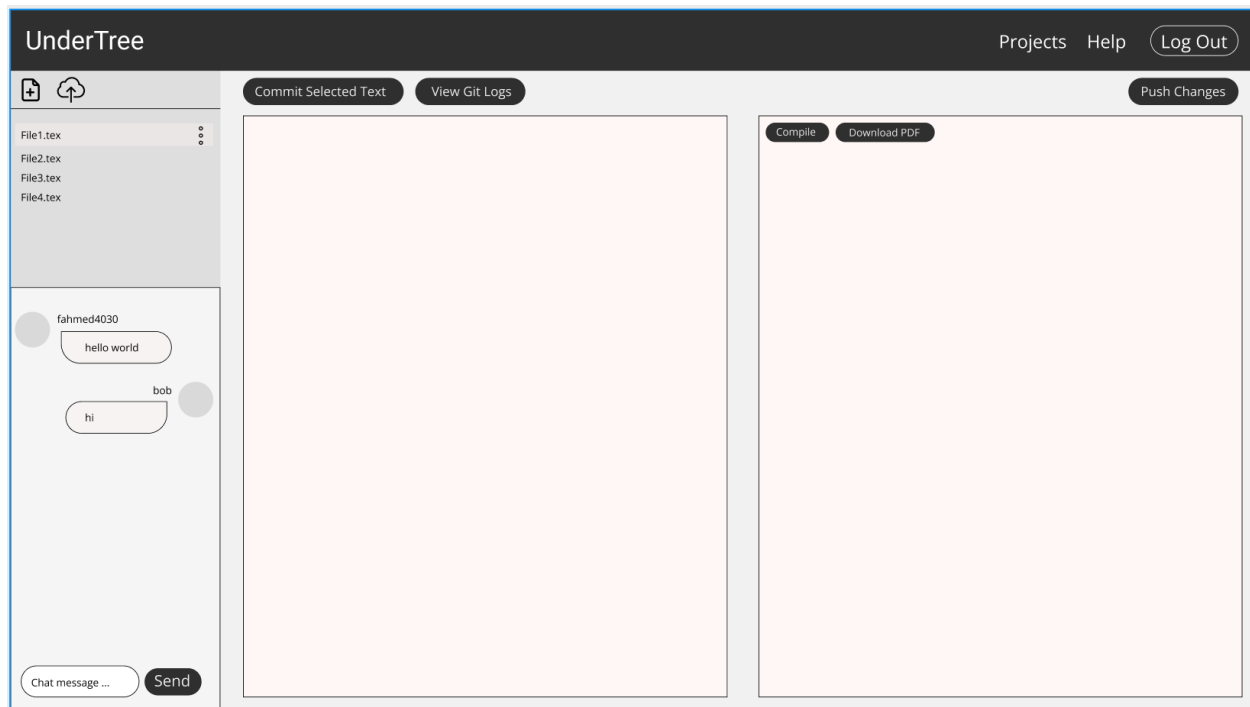 UnderTree
Projects Help Log Out
Commit Selected Text View Git Logs Push Changes
File1.tex
File2.tex
File3.tex
File4.tex
fahmed4030
hello world
bob
hi
Chat message ... Send
Compile Download PDF